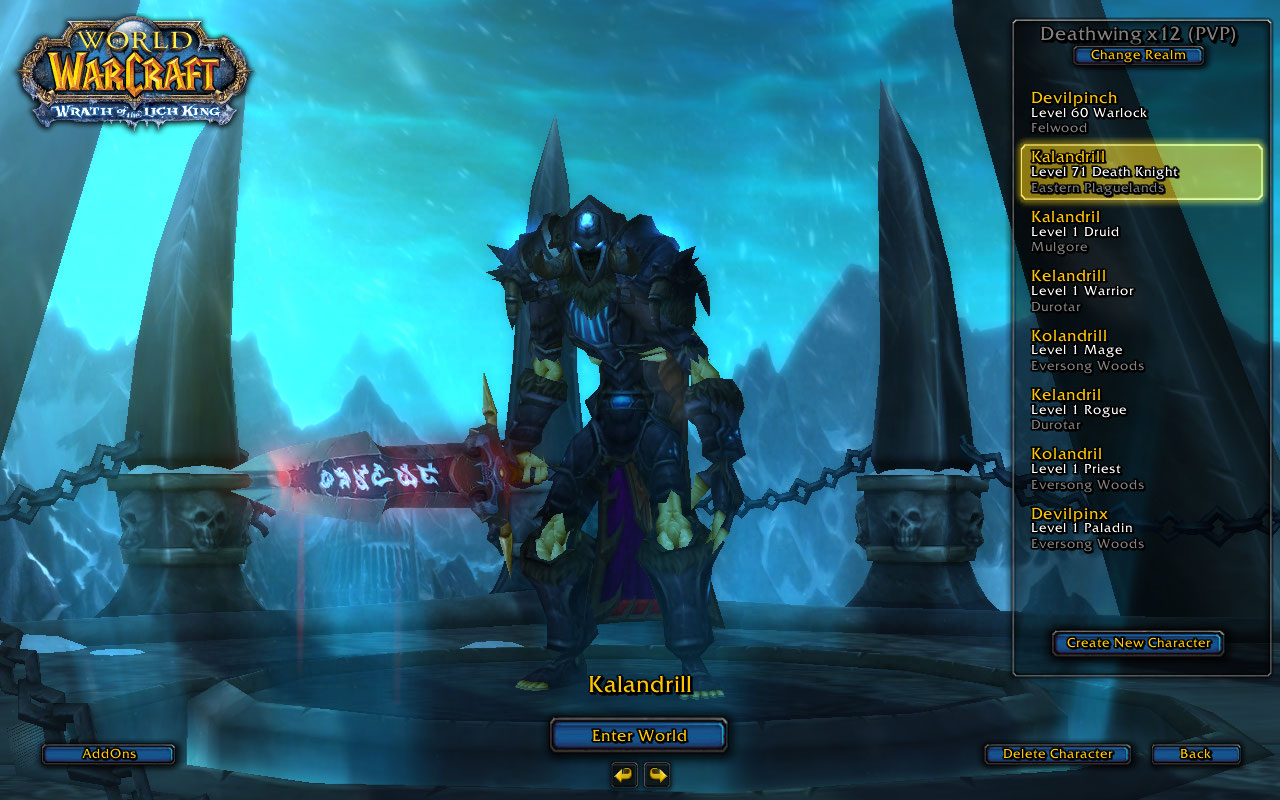 WORLD
OF
WARCRAFT
WRATH of the LICH KING
Deathwing x12 (PVP)
Change Realm
Devilpinch
Level 60 Warlock
Felwood
Kalandrill
Level 71 Death Knight
Eastern Plaguelands
Kalandril
Level 1 Druid
Mulgore
Kelandrill
Level 1 Warrior
Durotar
Kolandrill
Level 1 Mage
Eversong Woods
Kelandril
Level 1 Rogue
Durotar
Kolandril
Level 1 Priest
Eversong Woods
Devilpinx
Level 1 Paladin
Eversong Woods
Create New Character
Kalandrill
Enter World
AddOns
Delete Character
Back